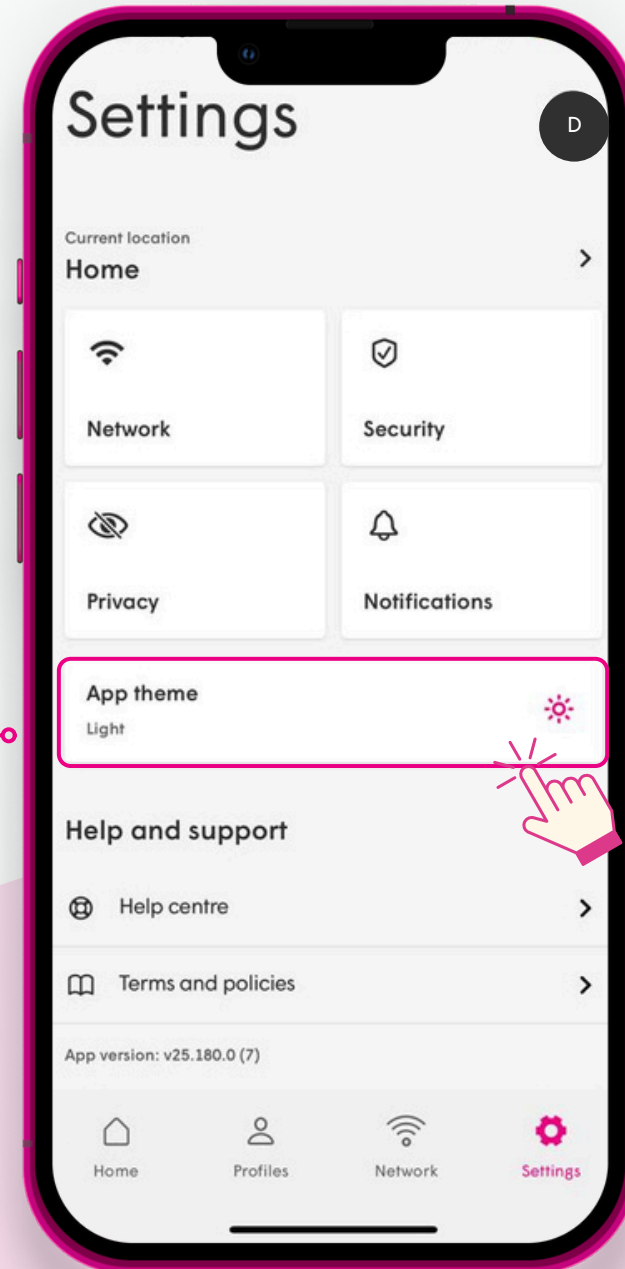 Settings
D
Current location
Home
Network
Security
Privacy
Notifications
App theme
Light
Help and support
Help centre
Terms and policies
App version: v25.180.0 (7)
Home
Profiles
Network
Settings